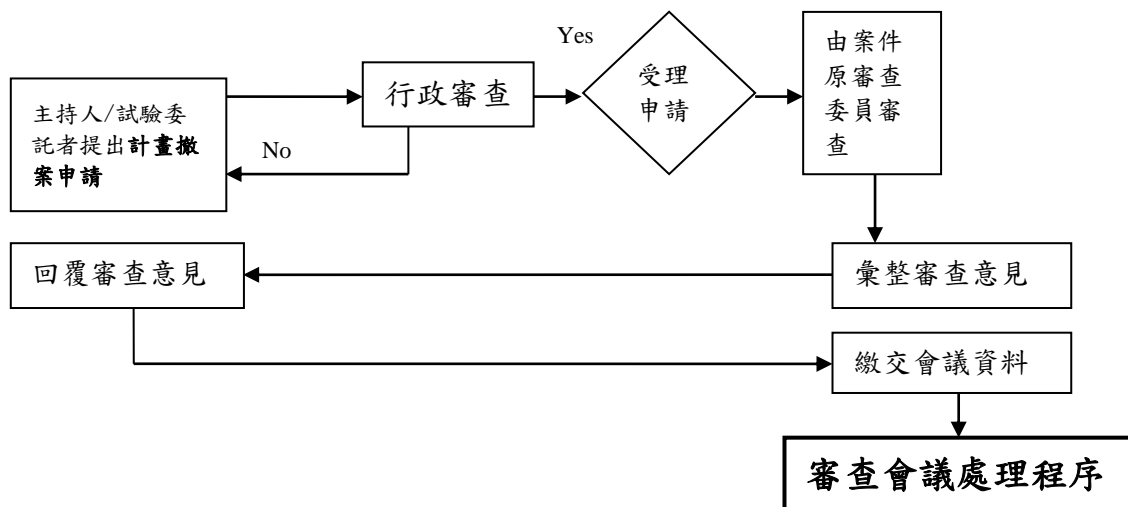 Yes
主持人/試驗委
託者提出計畫撤
案申請
行政審查
No
受理
申請
由案件
原審查
委員審
查
回覆審查意見
彙整審查意見
繳交會議資料
審查會議處理程序